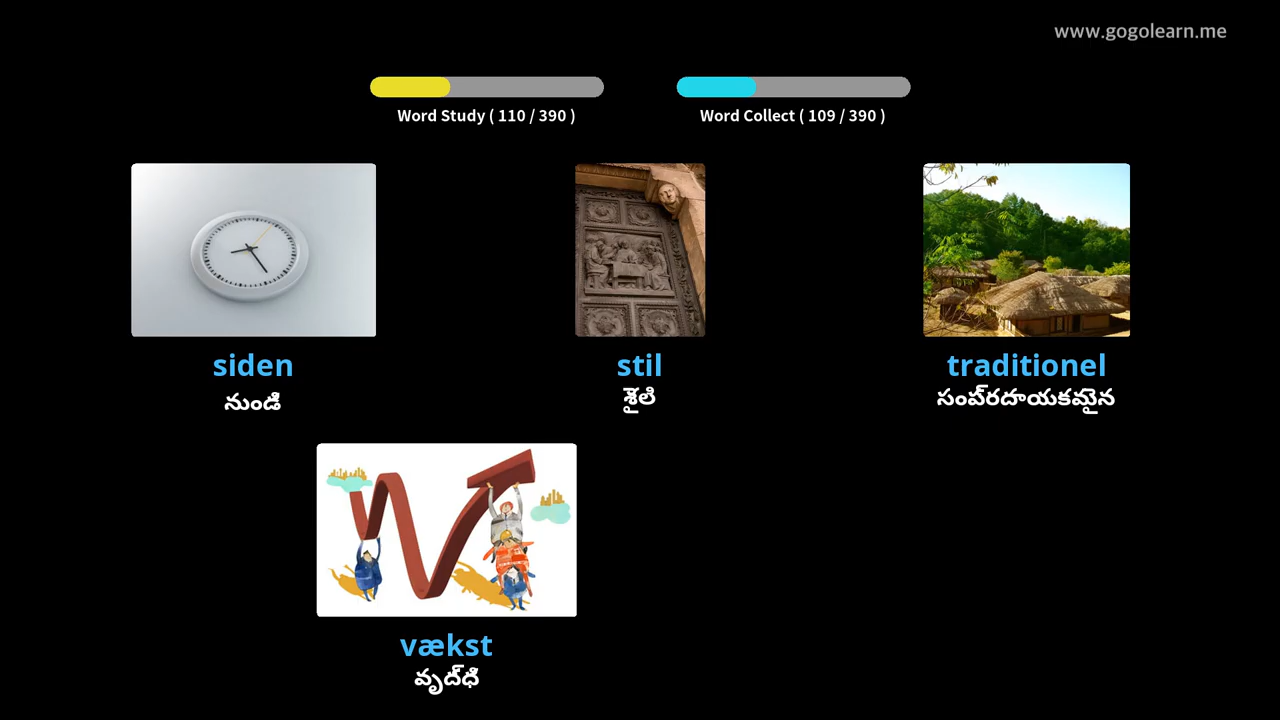 www.gogolearn.me
Word Study ( 110 / 390 )
Word Collect ( 109 / 390 )
siden
నుండి
stil
శైలి
traditionel
సంప్రదాయకమైన
vækst
వృద్ధి